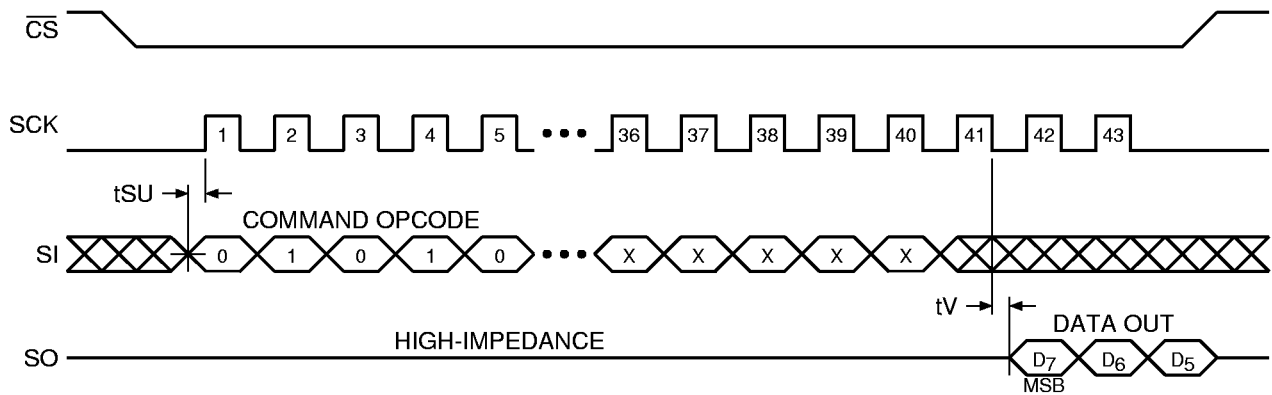 CS
SCK 1 2 3 4 5 ••• 36 37 38 39 40 41 42 43
tSU
COMMAND OPCODE
SI 0 1 0 1 0 ••• X X X X X
tV
DATA OUT
HIGH-IMPEDANCE
SO D7 D6 D5
MSB